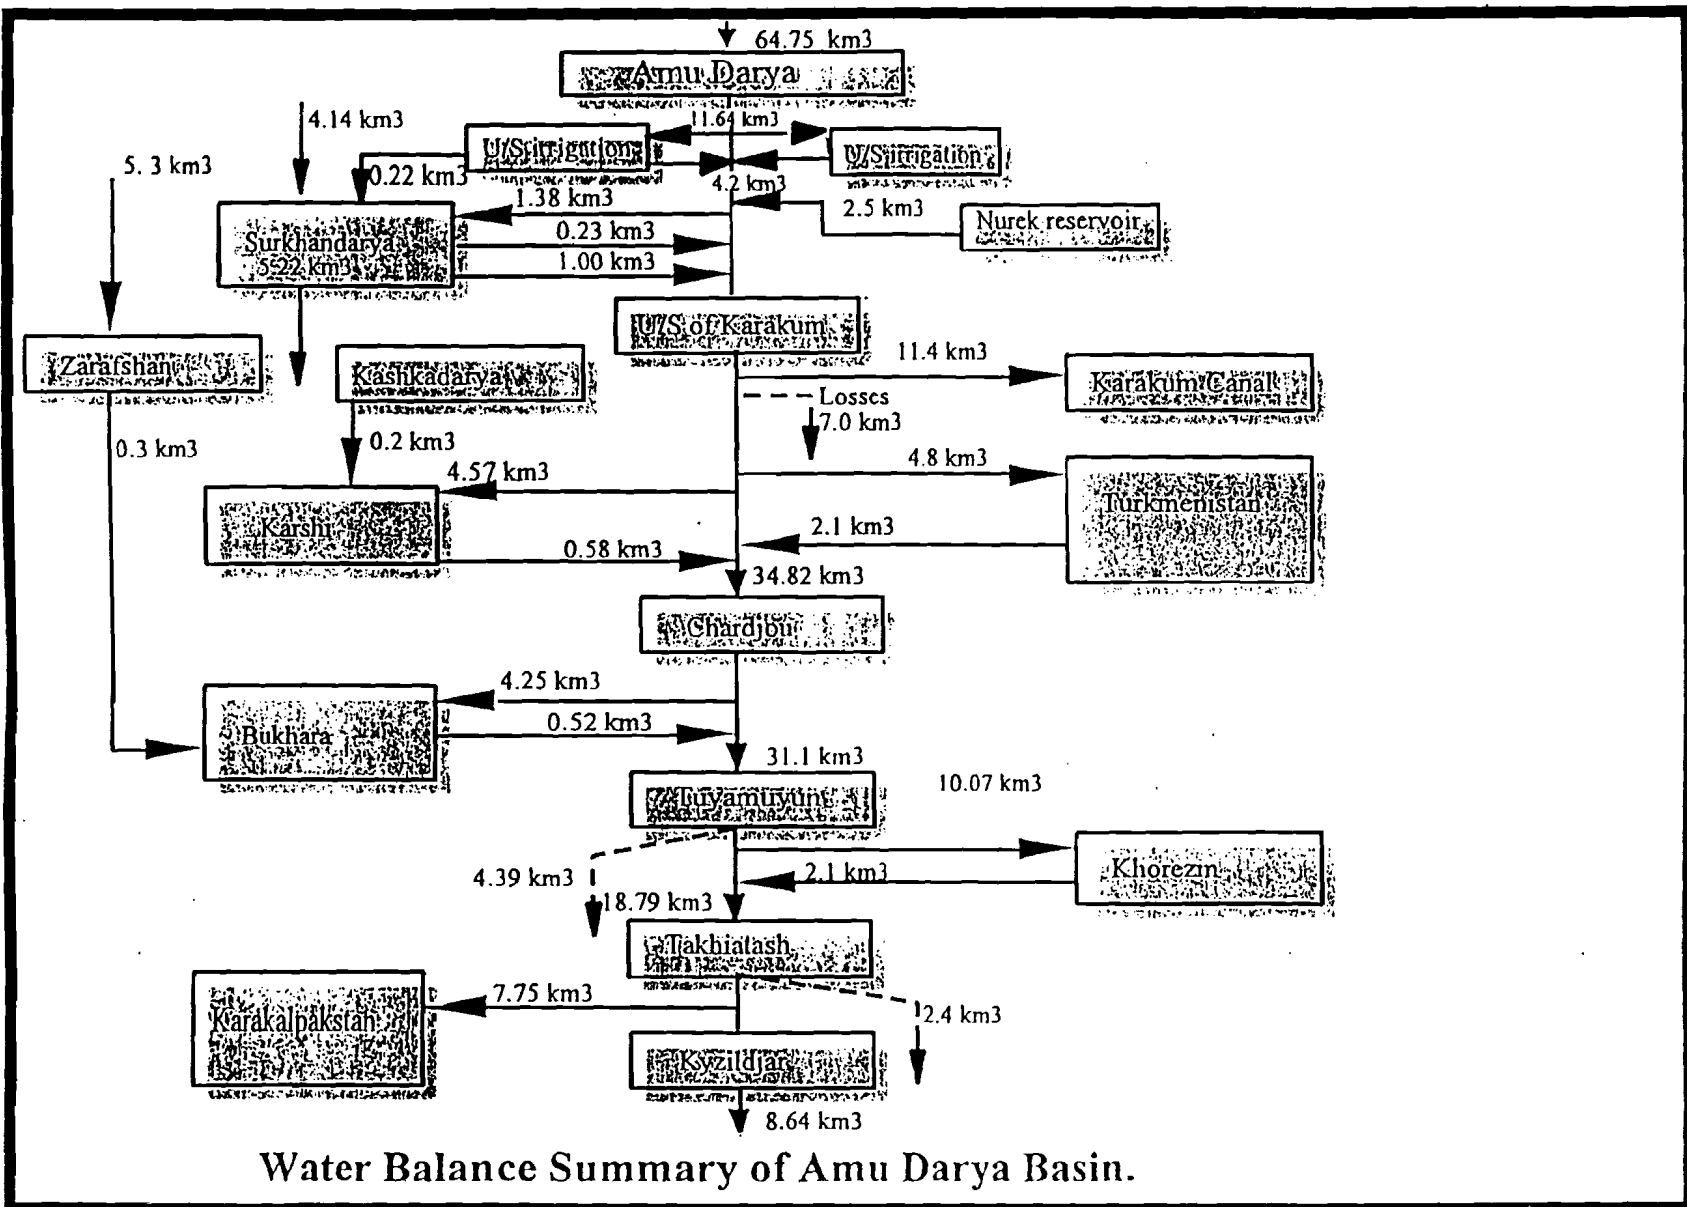 64.75 km3
Amu Darya
4.14 km3
11.64 km3
U/S irrigation
U/S irrigation
5. 3 km3
0.22 km3
4.2 km3
1.38 km3
2.5 km3
Nurek reservoir
Surkhandarya
5.22 km3
0.23 km3
1.00 km3
U/S of Karakum
Zarafshan
Kashkadarya
11.4 km3
Karakum Canal
Losses
7.0 km3
0.3 km3
0.2 km3
4.57 km3
4.8 km3
Turkmenistan
Karshi
2.1 km3
0.58 km3
34.82 km3
Chardjou
4.25 km3
0.52 km3
Bukhara
31.1 km3
Tuyamuyun
10.07 km3
4.39 km3
2.1 km3
Khorezm
18.79 km3
Takhiatash
7.75 km3
Karakalpakstan
2.4 km3
Kyzildjar
8.64 km3
Water Balance Summary of Amu Darya Basin.